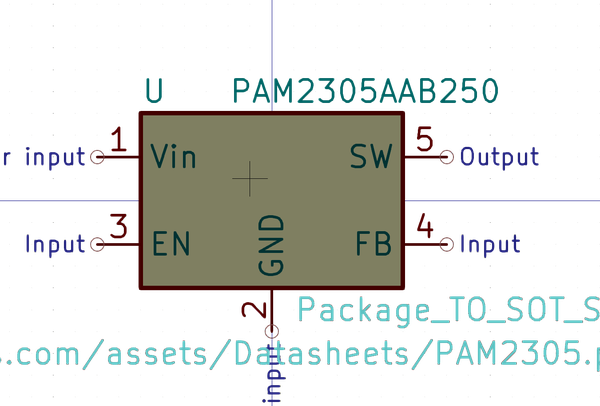 U PAM2305AAB250
r input 1 Vin SW 5 Output
Input 3 EN FB 4 Input
GND
2
Package_TO_SOT_S
.com/assets/Datasheets/PAM2305.p
input